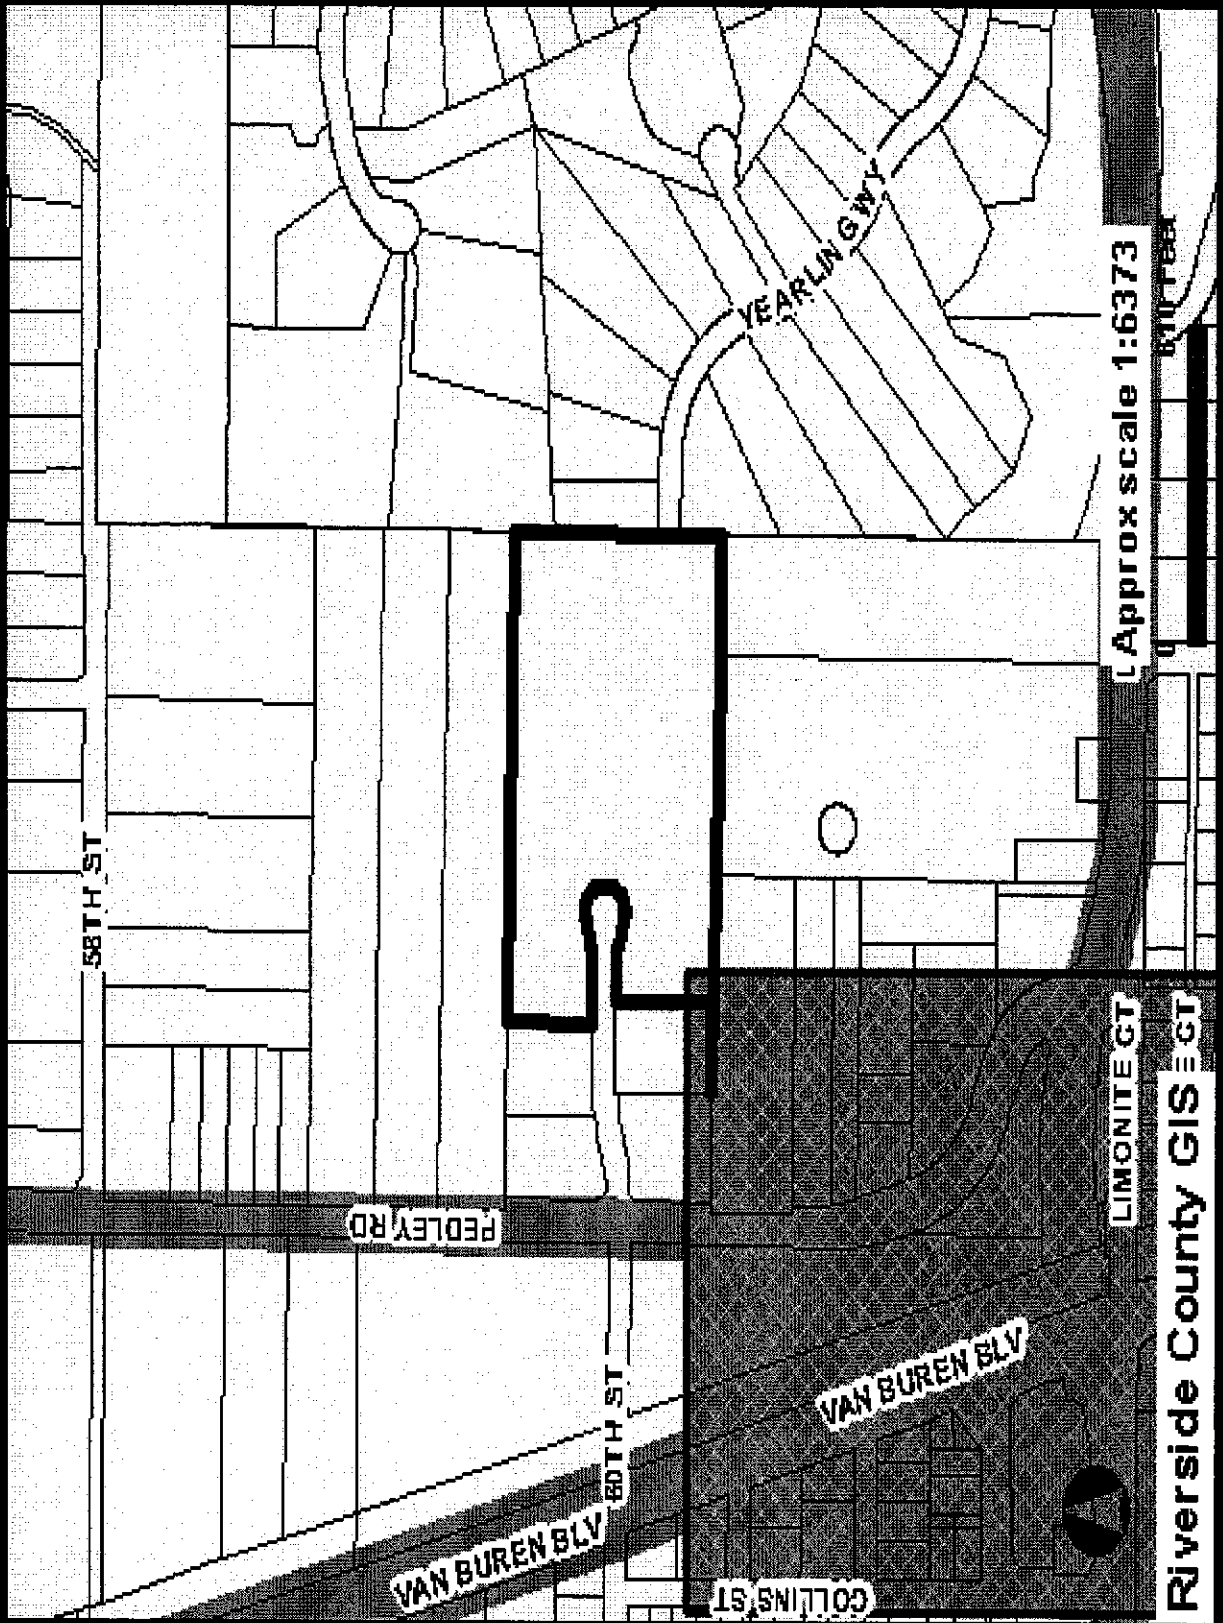 58TH ST
YEARLING WY
PEDLEY RD
60TH ST
VAN BUREN BLV
VAN BUREN BLV
COLLINS ST
LIMONITE CT
Approx scale 1:6373
Riverside County GIS
CT